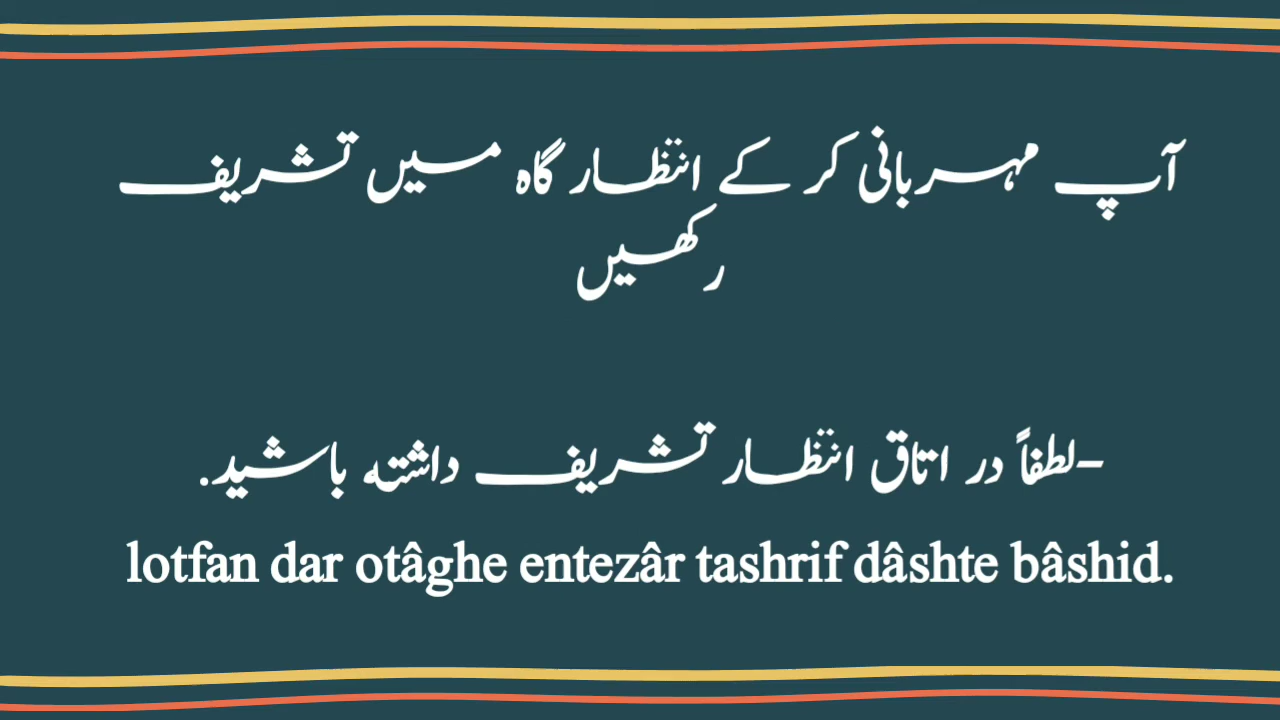 آپ مہربانی کر کے انتظار گاہ میں تشریف
رکھیں
-لطفاً در اتاق انتظار تشریف داشته باشید.
lotfan dar otâghe entezâr tashrif dâshte bâshid.